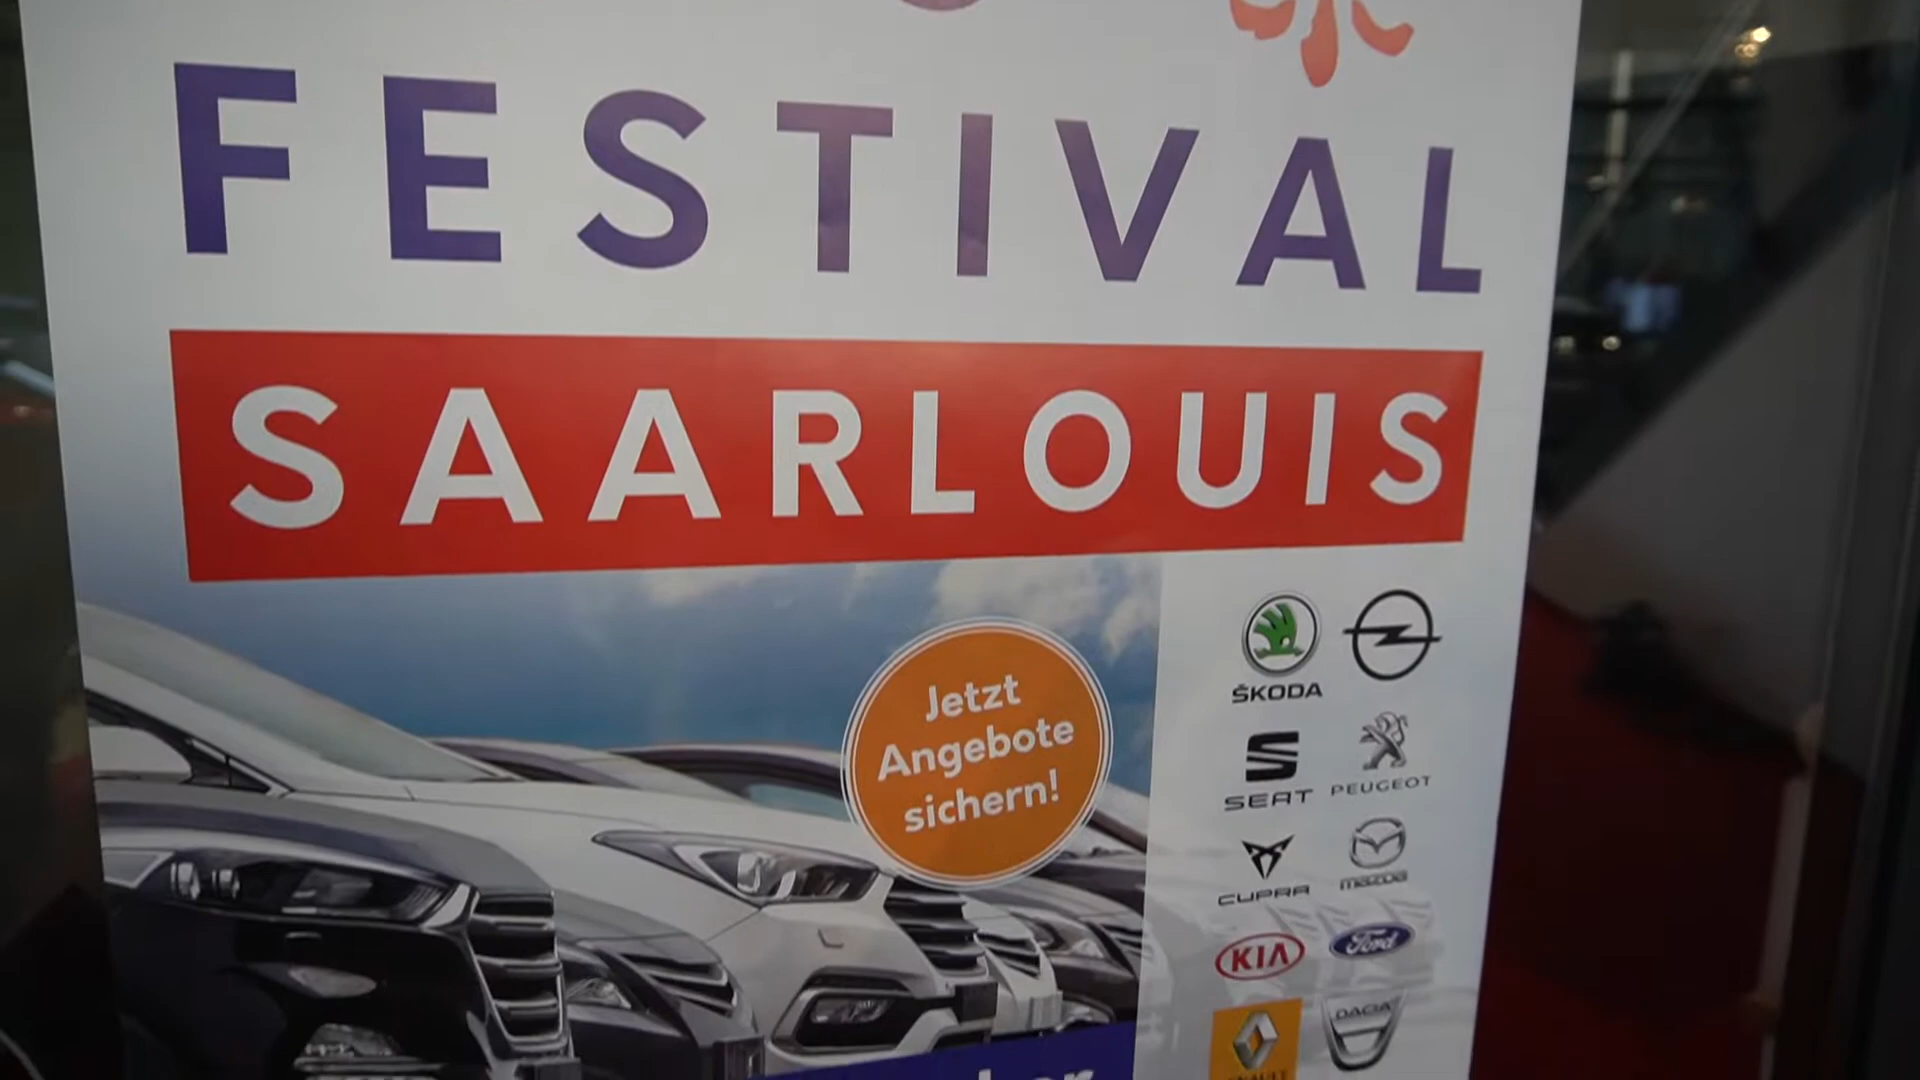 FESTIVAL
SAARLOUIS
Jetzt
Angebote
sichern!
ŠKODA
SEAT
PEUGEOT
CUPRA
mazda
KIA
Ford
DACIA